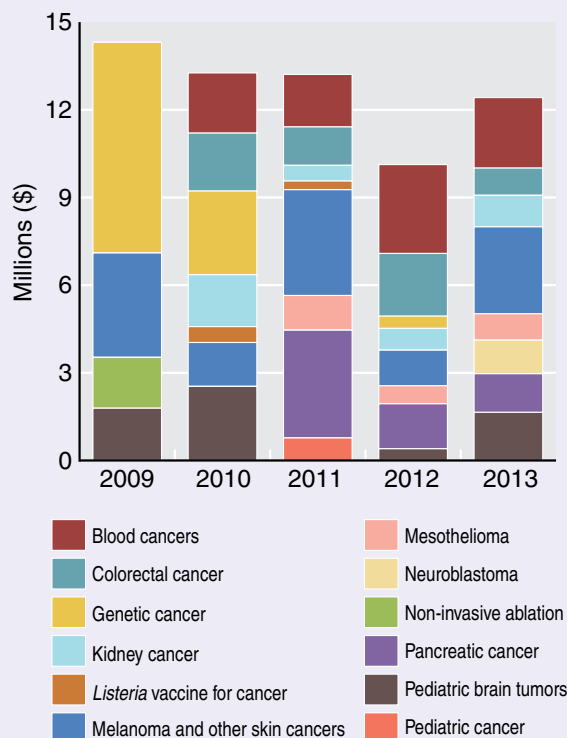 15
12
9
6
3
0
Millions ($)
2009 2010 2011 2012 2013
Blood cancers
Colorectal cancer
Genetic cancer
Kidney cancer
Listeria vaccine for cancer
Melanoma and other skin cancers
Mesothelioma
Neuroblastoma
Non-invasive ablation
Pancreatic cancer
Pediatric brain tumors
Pediatric cancer